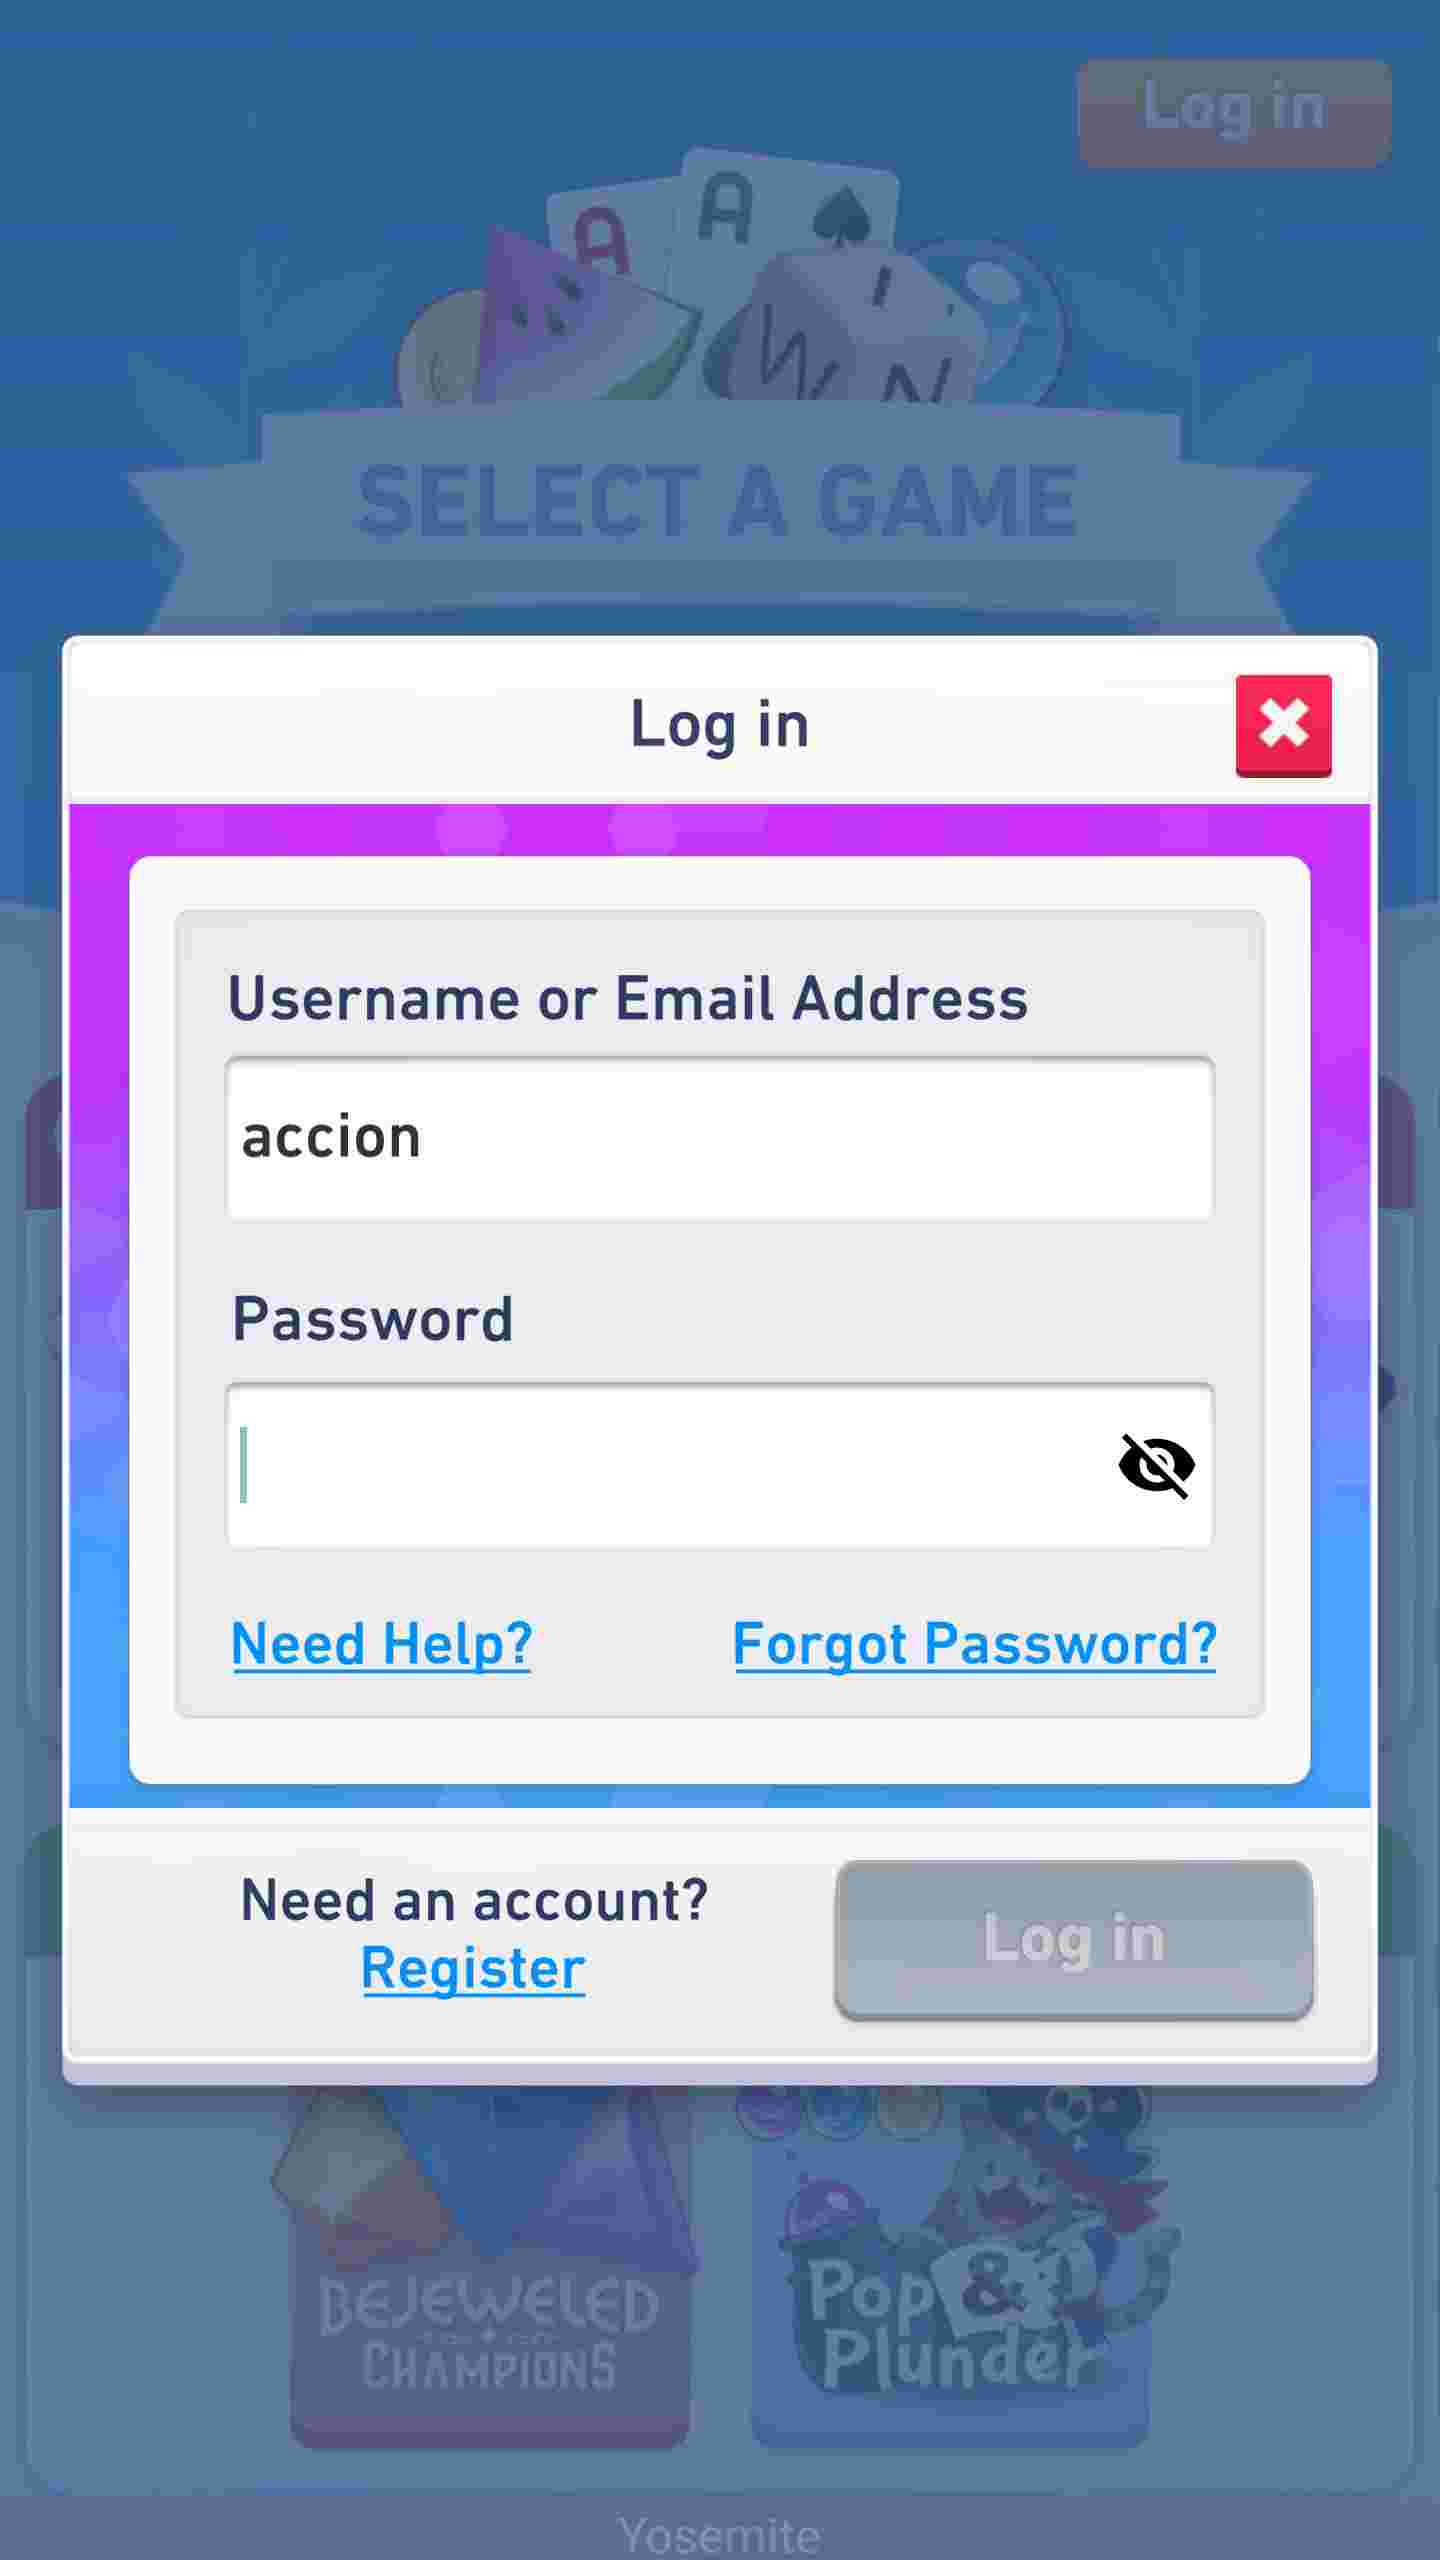 Log in
A A
W I N
SELECT A GAME
Log in
Username or Email Address
accion
Password
Need Help? Forgot Password?
Need an account?
Register
Log in
BEJEWELED
CHAMPIONS
Pop &
Plunder
Yosemite